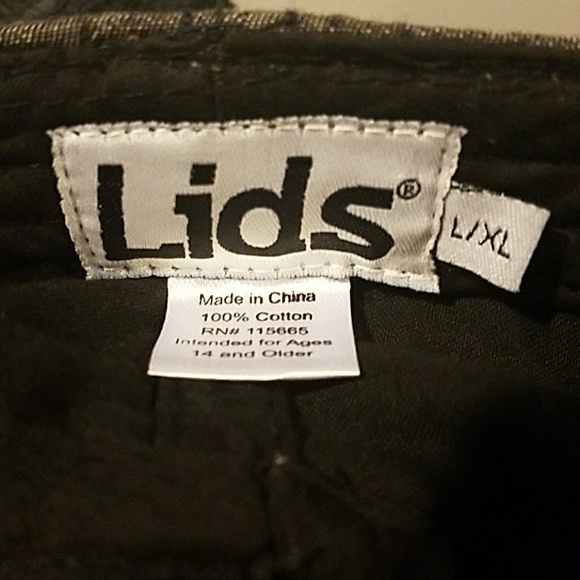 Lids®
L/XL
Made in China
100% Cotton
RN# 115665
Intended for Ages
14 and Older